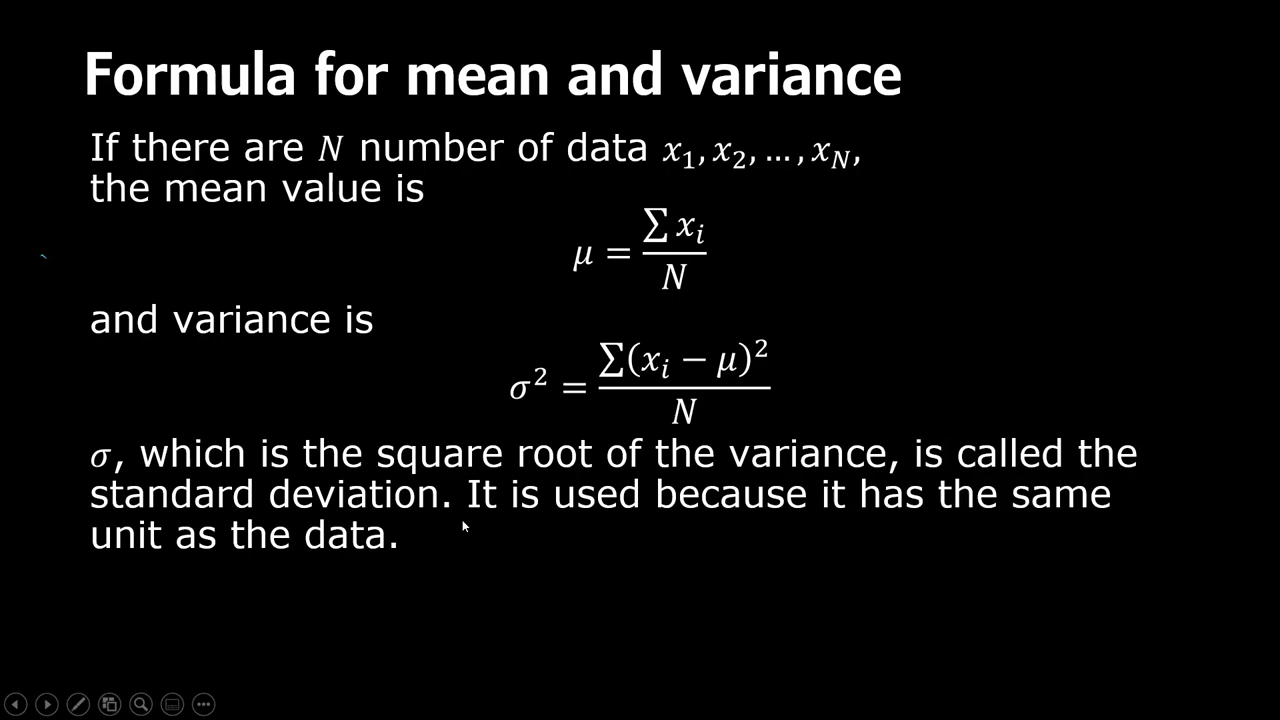 Formula for mean and variance
If there are N number of data x₁, x₂, … , x_N,
the mean value is
μ = ∑ x_i / N
and variance is
σ² = ∑(x_i − μ)² / N
σ, which is the square root of the variance, is called the
standard deviation. It is used because it has the same
unit as the data.